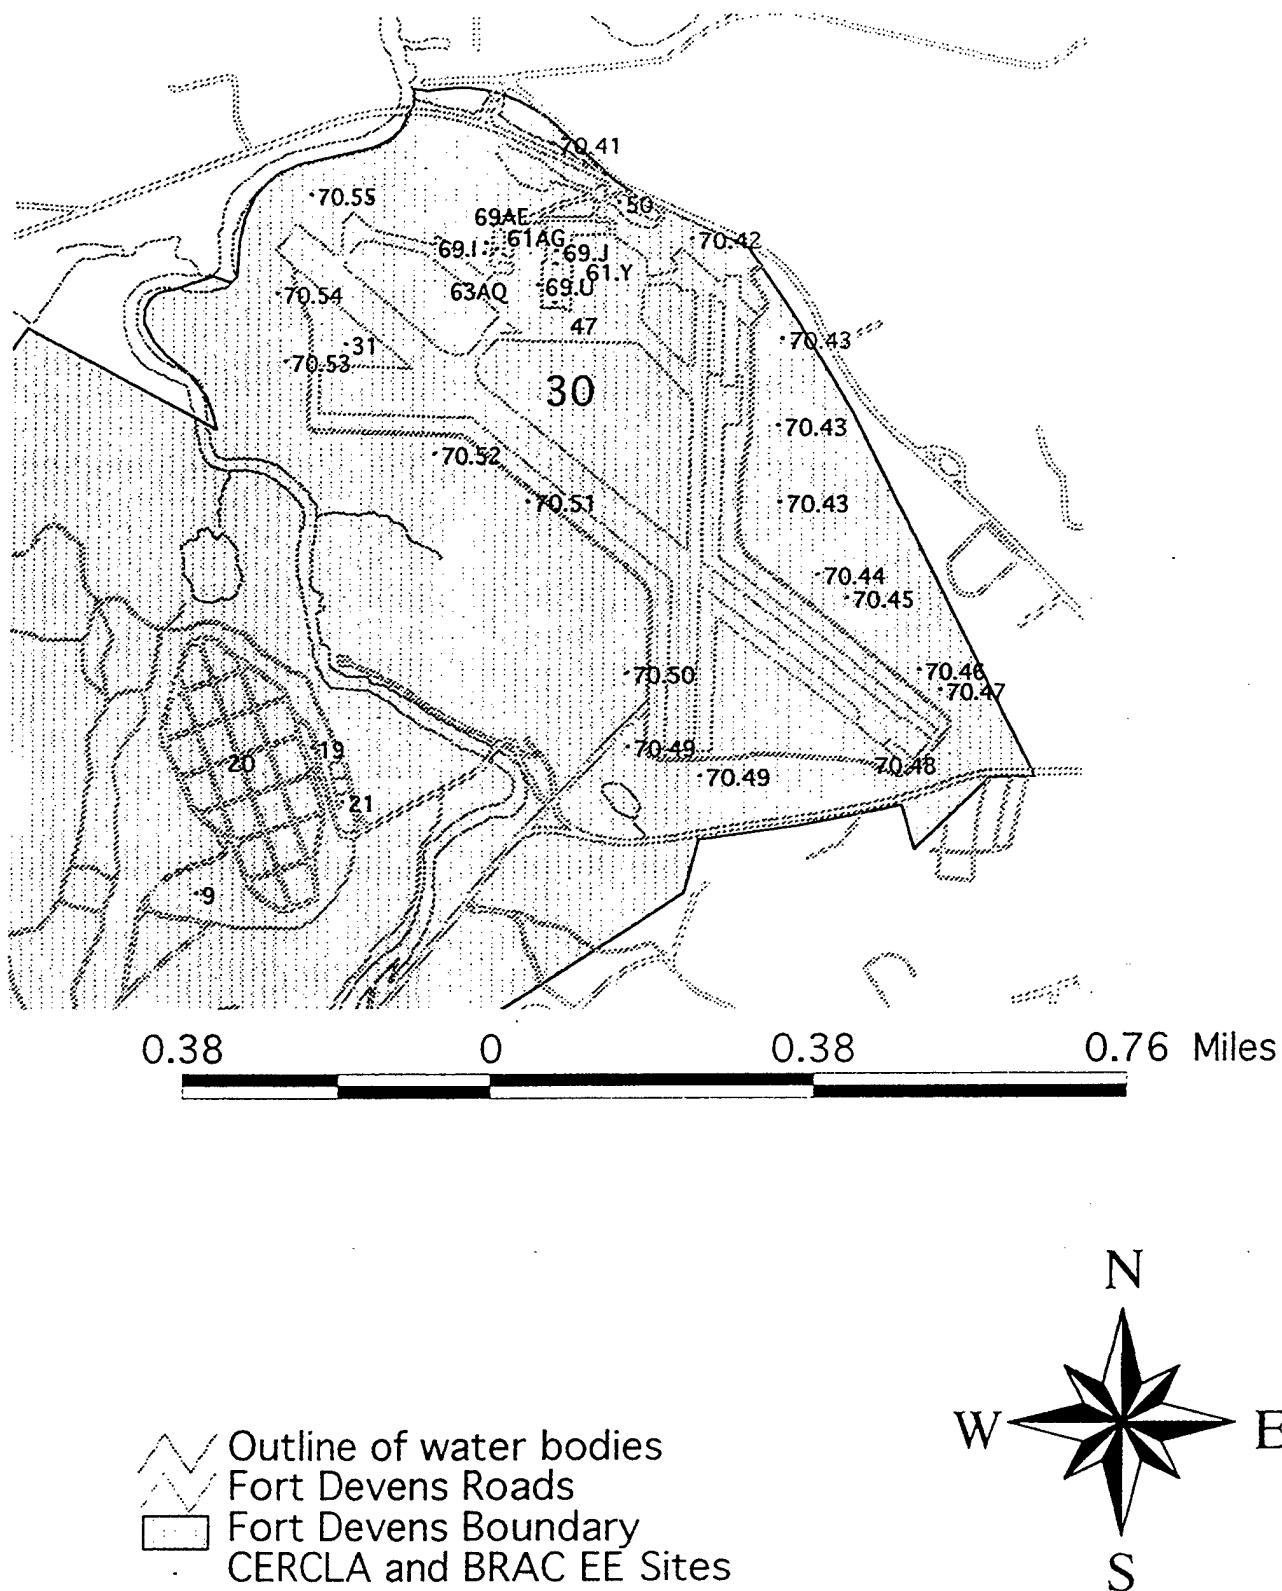 70.41
70.55
50
69AE
61AG
70.42
69.I
69.J
61.Y
70.54
63AQ
69.U
47
31
70.43
70.53
30
70.43
70.52
70.51
70.43
70.44
70.45
70.50
70.46
70.47
70.49
19
20
70.48
70.49
21
9
0.38 0 0.38 0.76 Miles
N
W E
S
Outline of water bodies
Fort Devens Roads
Fort Devens Boundary
CERCLA and BRAC EE Sites